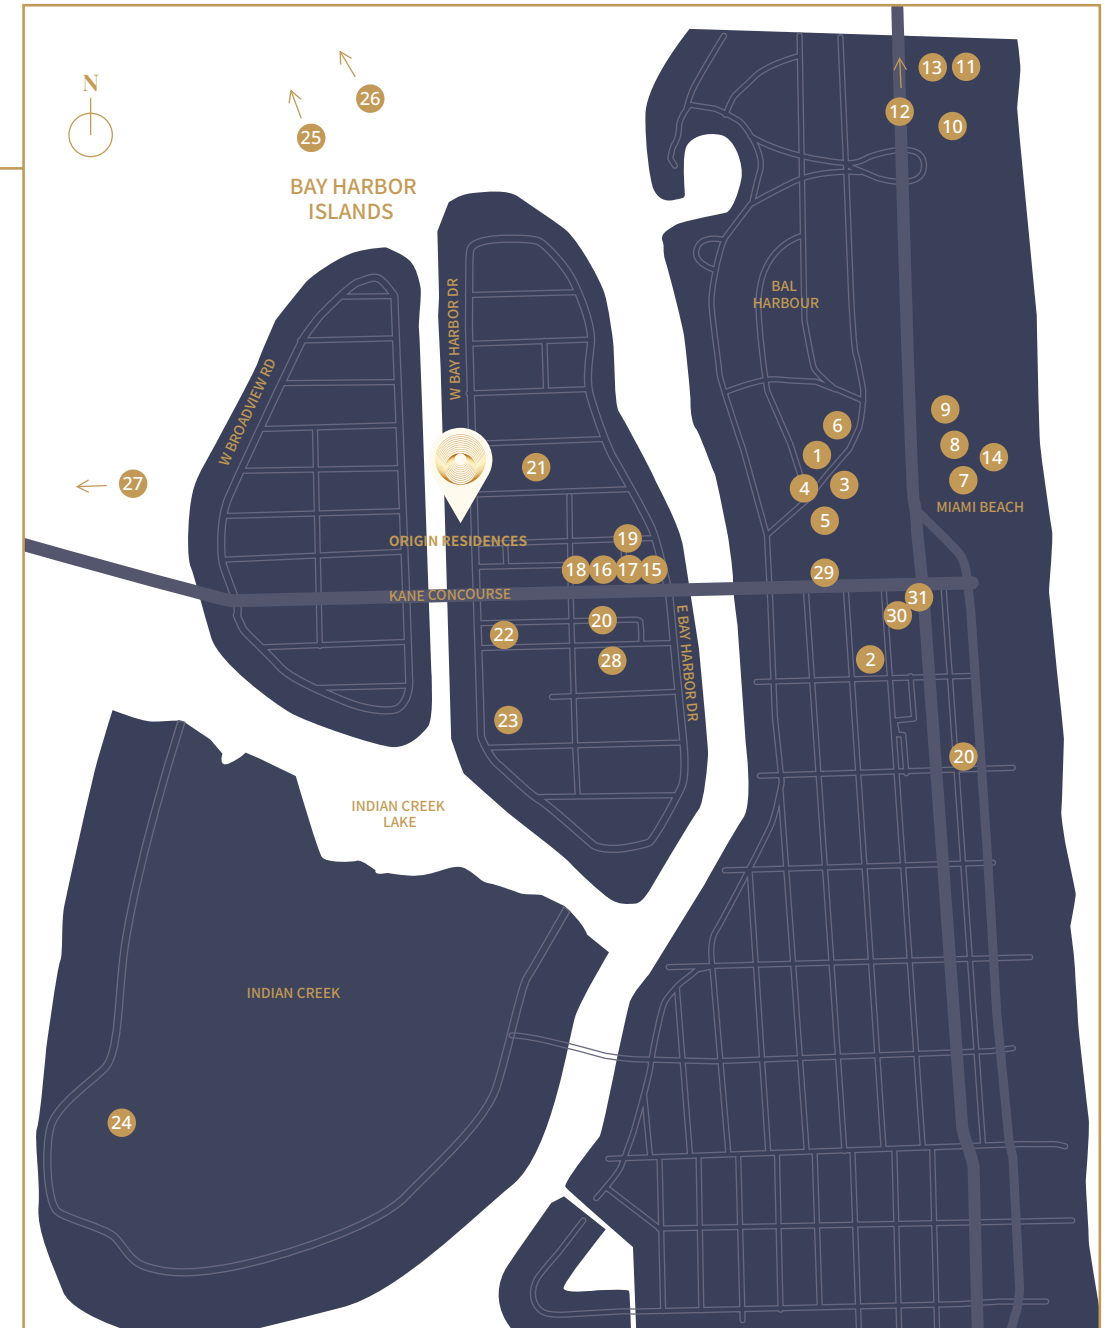 13
11
26
N
12
10
25
BAY HARBOR
ISLANDS
W BAY HARBOR DR
BAL
HARBOUR
W BROADVIEW RD
9
6
8
1
14
21
27
4
3
7
MIAMI BEACH
5
ORIGIN RESIDENCES
19
18
16
17
15
29
KANE CONCOURSE
31
30
20
22
E BAY HARBOR DR
28
2
23
20
INDIAN CREEK
LAKE
INDIAN CREEK
24